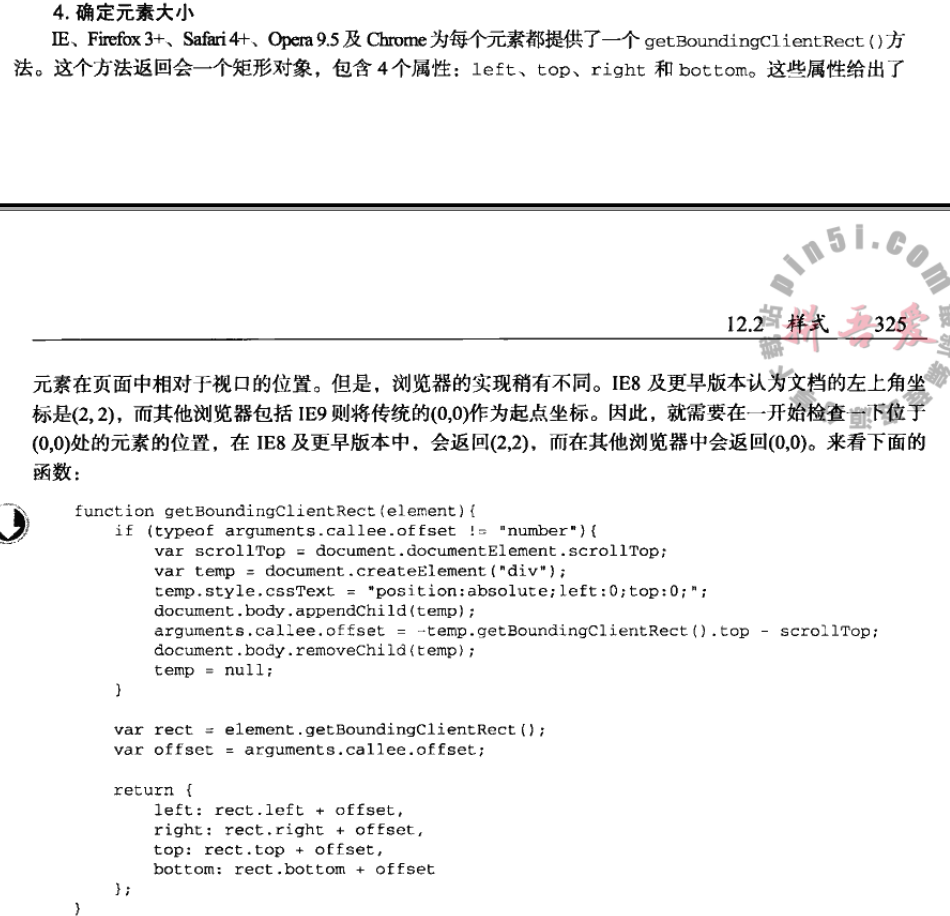 4. 确定元素大小
IE、Firefox 3+、Safari 4+、Opera 9.5 及 Chrome 为每个元素都提供了一个 getBoundingClientRect()方
法。这个方法返回会一个矩形对象，包含 4 个属性：left、top、right 和 bottom。这些属性给出了
pin5i.com
12.2 样式 325
拼吾爱
元素在页面中相对于视口的位置。但是，浏览器的实现稍有不同。IE8 及更早版本认为文档的左上角坐
标是(2, 2)，而其他浏览器包括 IE9 则将传统的(0,0)作为起点坐标。因此，就需要在一开始检查一下位于
(0,0)处的元素的位置，在 IE8 及更早版本中，会返回(2,2)，而在其他浏览器中会返回(0,0)。来看下面的
函数：
function getBoundingClientRect(element){
if (typeof arguments.callee.offset != "number"){
var scrollTop = document.documentElement.scrollTop;
var temp = document.createElement("div");
temp.style.cssText = "position:absolute;left:0;top:0;";
document.body.appendChild(temp);
arguments.callee.offset = -temp.getBoundingClientRect().top - scrollTop;
document.body.removeChild(temp);
temp = null;
}
var rect = element.getBoundingClientRect();
var offset = arguments.callee.offset;
return {
left: rect.left + offset,
right: rect.right + offset,
top: rect.top + offset,
bottom: rect.bottom + offset
};
}